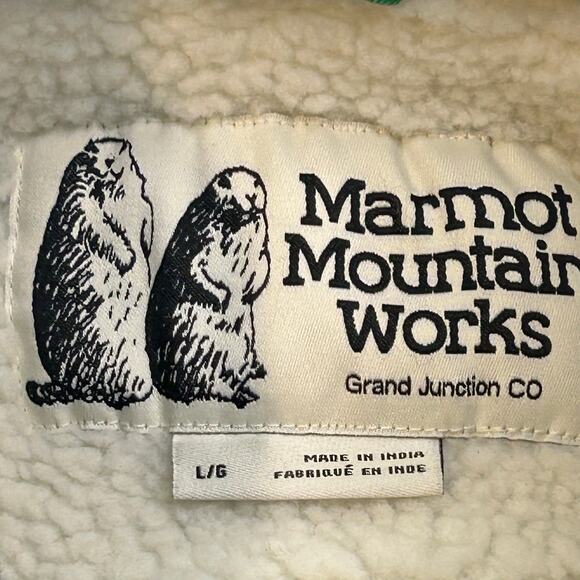 Marmot
Mountain
Works
Grand Junction CO
L/G
MADE IN INDIA
FABRIQUÉ EN INDE